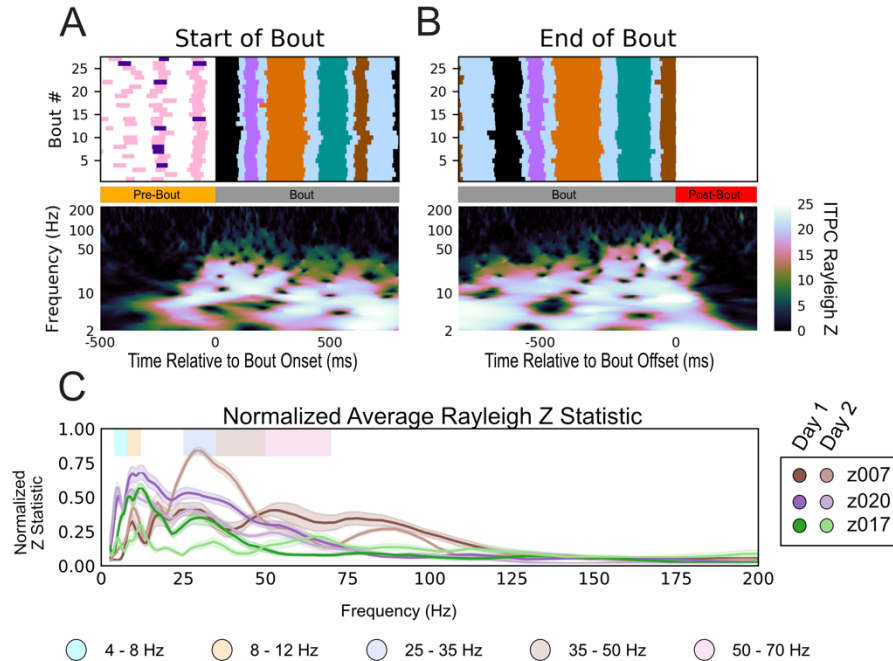 A
B
Start of Bout
End of Bout
Bout #
25
20
15
10
5
Pre-Bout
Bout
Bout
Post-Bout
Frequency (Hz)
200
100
50
10
2
200
100
50
10
2
25
20
15
10
5
0
ITPC Rayleigh Z
-500
0
500
-500
0
Time Relative to Bout Onset (ms)
Time Relative to Bout Offset (ms)
C
Normalized Average Rayleigh Z Statistic
Normalized
Z Statistic
1.00
0.75
0.50
0.25
0.00
0
25
50
75
100
125
150
175
200
Frequency (Hz)
Day 1
Day 2
z007
z020
z017
4 - 8 Hz
8 - 12 Hz
25 - 35 Hz
35 - 50 Hz
50 - 70 Hz